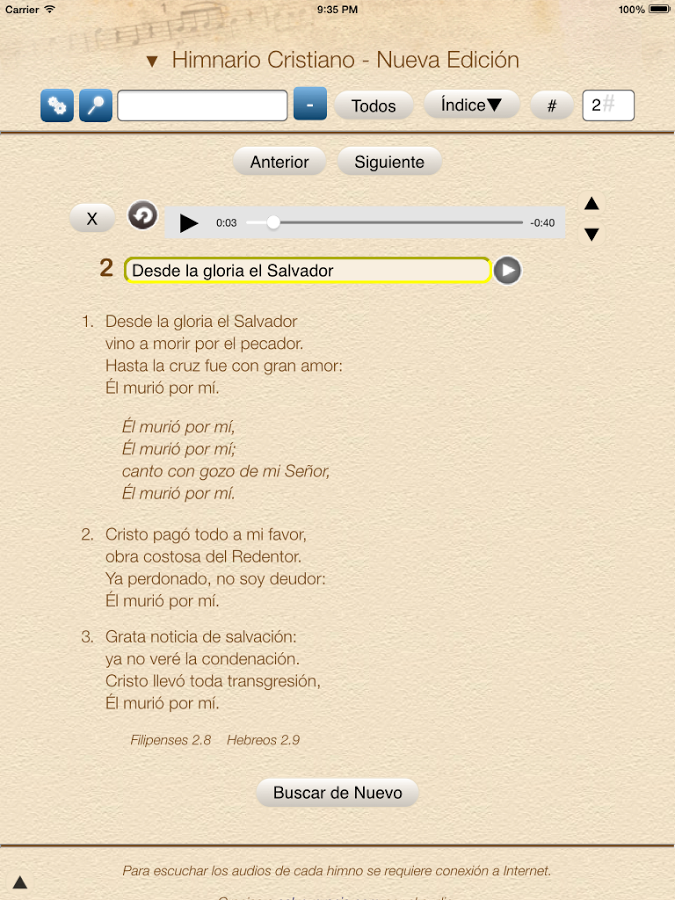 Carrier 9:35 PM 100%
▼ Himnario Cristiano - Nueva Edición
- Todos Índice▼ # 2#
Anterior Siguiente
X 0:03 -0:40
2 Desde la gloria el Salvador
1. Desde la gloria el Salvador
vino a morir por el pecador.
Hasta la cruz fue con gran amor:
Él murió por mí.
Él murió por mí,
Él murió por mí;
canto con gozo de mi Señor,
Él murió por mí.
2. Cristo pagó todo a mi favor,
obra costosa del Redentor.
Ya perdonado, no soy deudor:
Él murió por mí.
3. Grata noticia de salvación:
ya no veré la condenación.
Cristo llevó toda transgresión,
Él murió por mí.
Filipenses 2.8 Hebreos 2.9
Buscar de Nuevo
Para escuchar los audios de cada himno se requiere conexión a Internet.